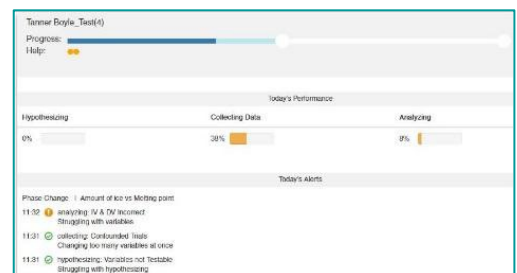 Tanner Boyle_Test(4)
Progress:
Help:
Today's Performance
Hypothesizing Collecting Data Analyzing
0% 38% 8%
Today's Alerts
Phase Change | Amount of ice vs Melting point
11:32 analyzing: IV & DV Incorrect
Struggling with variables
11:31 collecting: Confounded Trials
Changing too many variables at once
11:31 hypothesizing: Variables not Testable
Struggling with hypothesizing